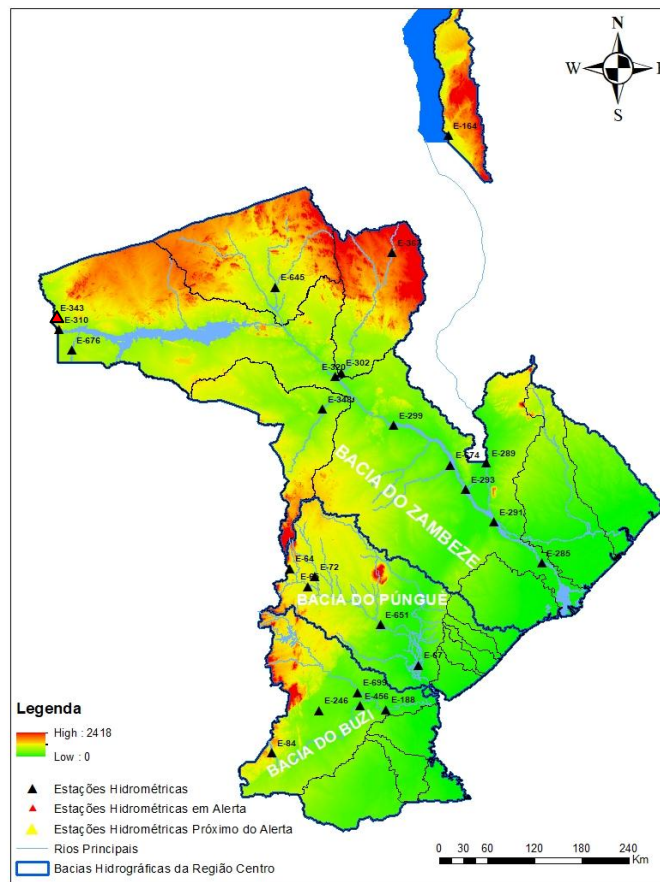 N
W
S
E-164
E-645
E-343
E-310
E-676
E-302
E-320
E-348
E-299
E-289
E-293
E-291
E-285
BACIA DO ZAMBEZE
E-64
E-72
BACIA DO PÚNGUE
E-651
E-67
E-699
E-456
E-246
E-188
BACIA DO BUZI
E-84
Legenda
High : 2418
Low : 0
Estações Hidrométricas
Estações Hidrométricas em Alerta
Estações Hidrométricas Próximo do Alerta
Rios Principais
Bacias Hidrográficas da Região Centro
0 15 30 60 120 180 240
Km